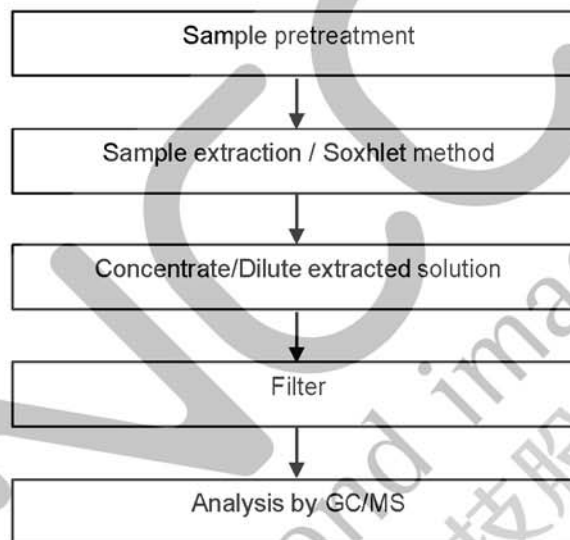 Sample pretreatment
Sample extraction / Soxhlet method
Concentrate/Dilute extracted solution
Filter
Analysis by GC/MS